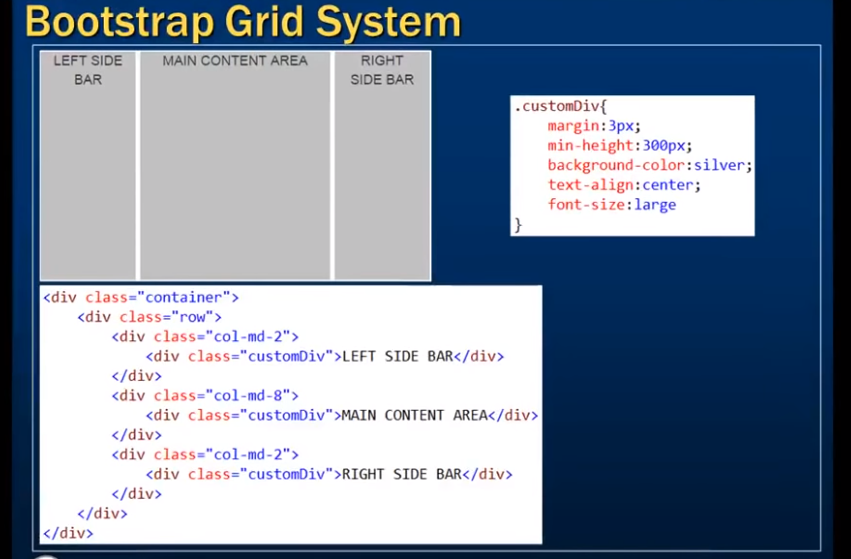 Bootstrap Grid System
LEFT SIDE
BAR
MAIN CONTENT AREA
RIGHT
SIDE BAR
.customDiv{
    margin:3px;
    min-height:300px;
    background-color:silver;
    text-align:center;
    font-size:large
}
<div class="container">
    <div class="row">
        <div class="col-md-2">
            <div class="customDiv">LEFT SIDE BAR</div>
        </div>
        <div class="col-md-8">
            <div class="customDiv">MAIN CONTENT AREA</div>
        </div>
        <div class="col-md-2">
            <div class="customDiv">RIGHT SIDE BAR</div>
        </div>
    </div>
</div>